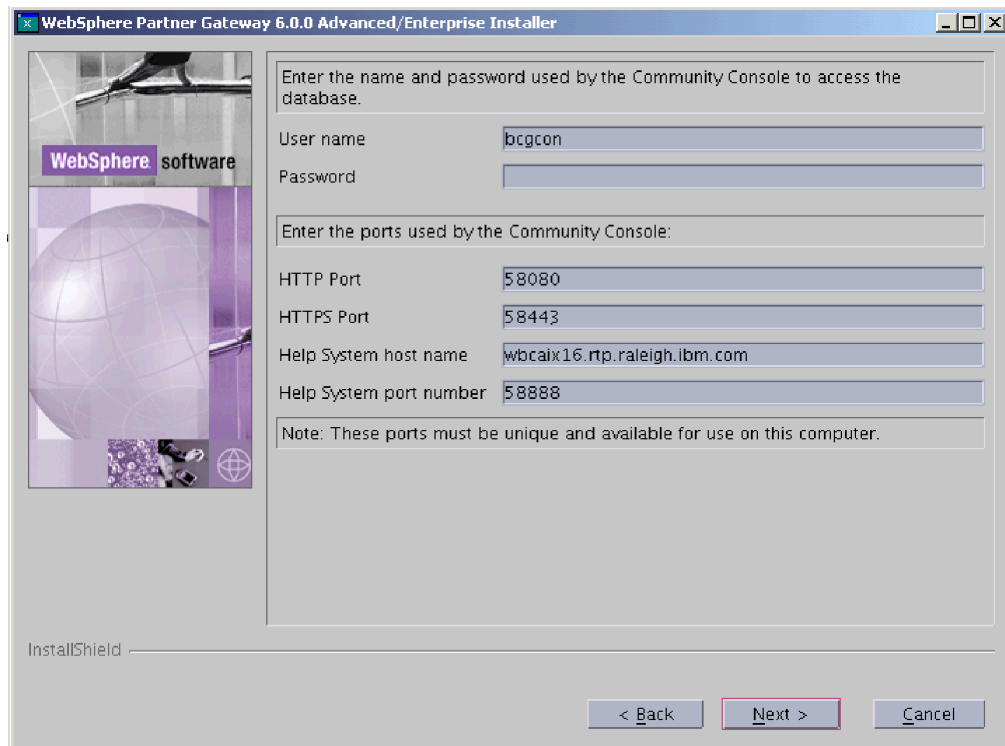 WebSphere Partner Gateway 6.0.0 Advanced/Enterprise Installer
WebSphere software
Enter the name and password used by the Community Console to access the
database.
User name bcgcon
Password
Enter the ports used by the Community Console:
HTTP Port 58080
HTTPS Port 58443
Help System host name wbcaix16.rtp.raleigh.ibm.com
Help System port number 58888
Note: These ports must be unique and available for use on this computer.
InstallShield
< Back Next > Cancel